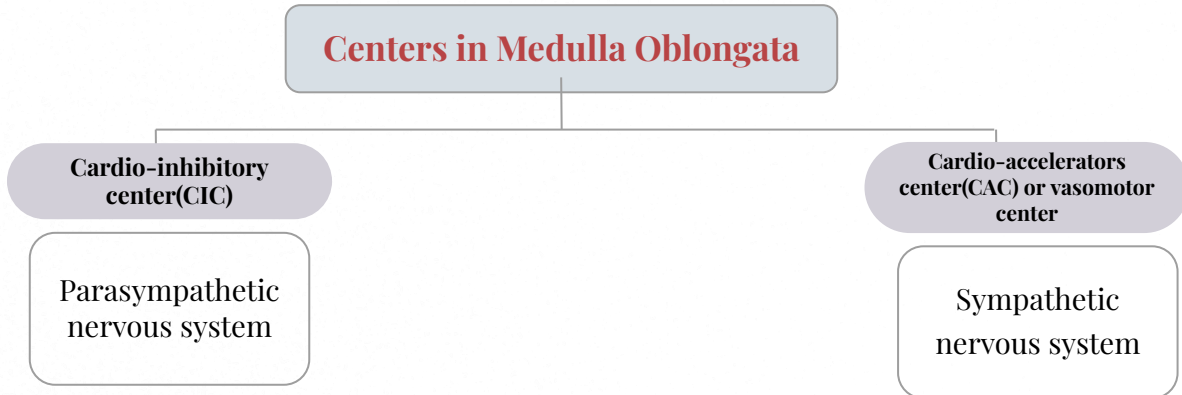 Centers in Medulla Oblongata
Cardio-inhibitory
center(CIC)
Parasympathetic
nervous system
Cardio-accelerators
center(CAC) or vasomotor
center
Sympathetic
nervous system